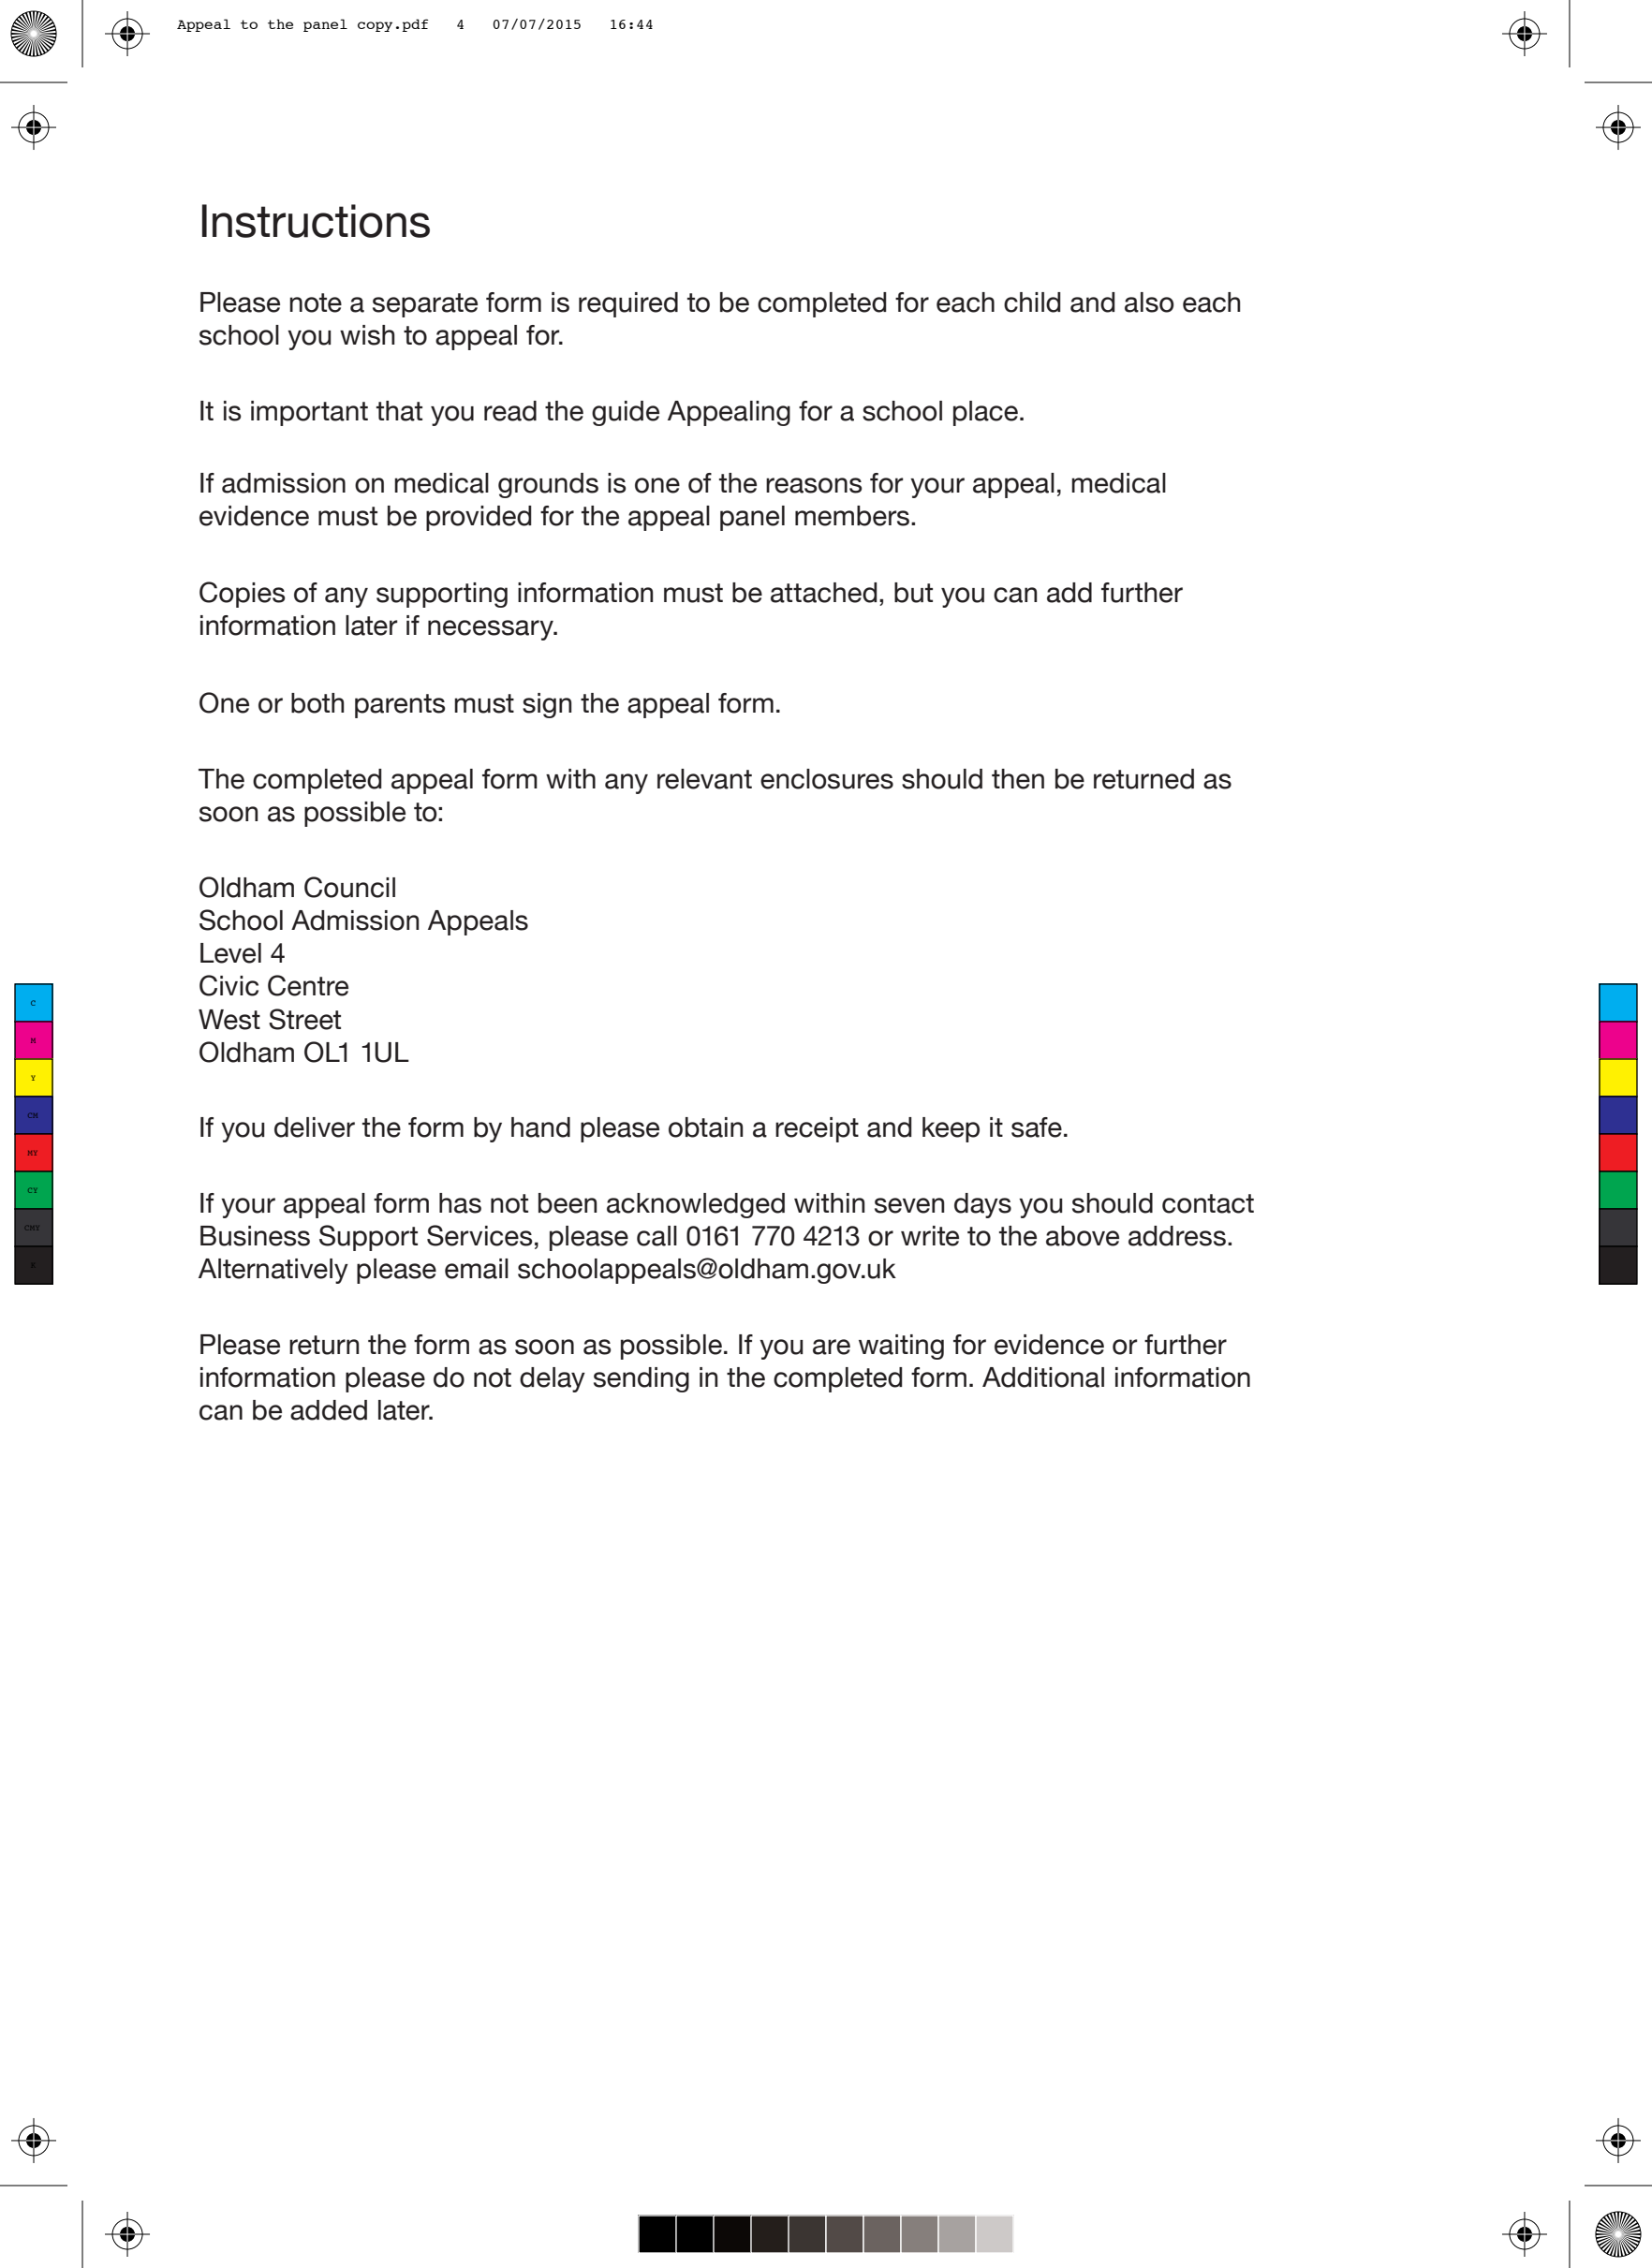 Appeal to the panel copy.pdf 4 07/07/2015 16:44
Instructions
Please note a separate form is required to be completed for each child and also each
school you wish to appeal for.
It is important that you read the guide Appealing for a school place.
If admission on medical grounds is one of the reasons for your appeal, medical
evidence must be provided for the appeal panel members.
Copies of any supporting information must be attached, but you can add further
information later if necessary.
One or both parents must sign the appeal form.
The completed appeal form with any relevant enclosures should then be returned as
soon as possible to:
Oldham Council
School Admission Appeals
Level 4
Civic Centre
West Street
Oldham OL1 1UL
If you deliver the form by hand please obtain a receipt and keep it safe.
If your appeal form has not been acknowledged within seven days you should contact
Business Support Services, please call 0161 770 4213 or write to the above address.
Alternatively please email schoolappeals@oldham.gov.uk
Please return the form as soon as possible. If you are waiting for evidence or further
information please do not delay sending in the completed form. Additional information
can be added later.
C
M
Y
CM
MY
CY
CMY
K